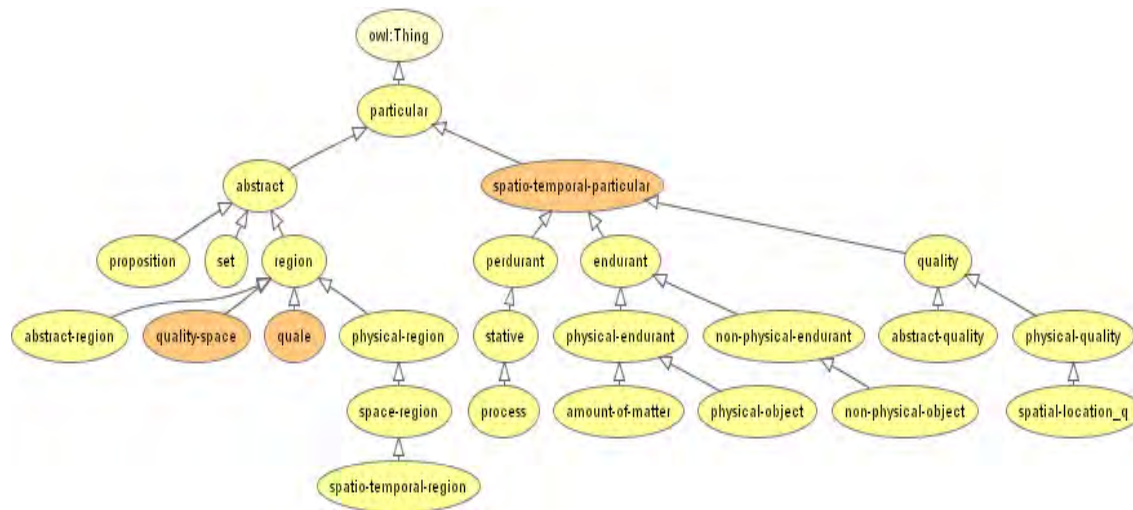 owl:Thing
particular
abstract
spatio-temporal-particular
proposition
set
region
perdurant
endurant
quality
abstract-region
quality-space
quale
physical-region
stative
physical-endurant
non-physical-endurant
abstract-quality
physical-quality
space-region
process
amount-of-matter
physical-object
non-physical-object
spatial-location_q
spatio-temporal-region